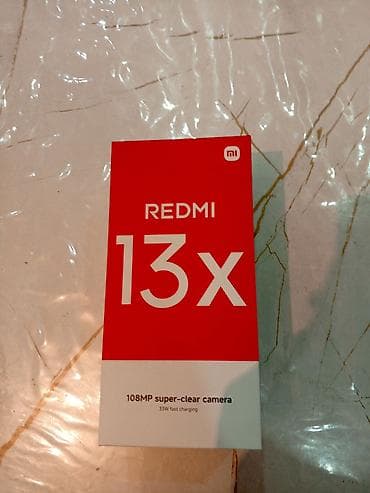 mi
REDMI
13x
108MP super-clear camera
33W fast charging